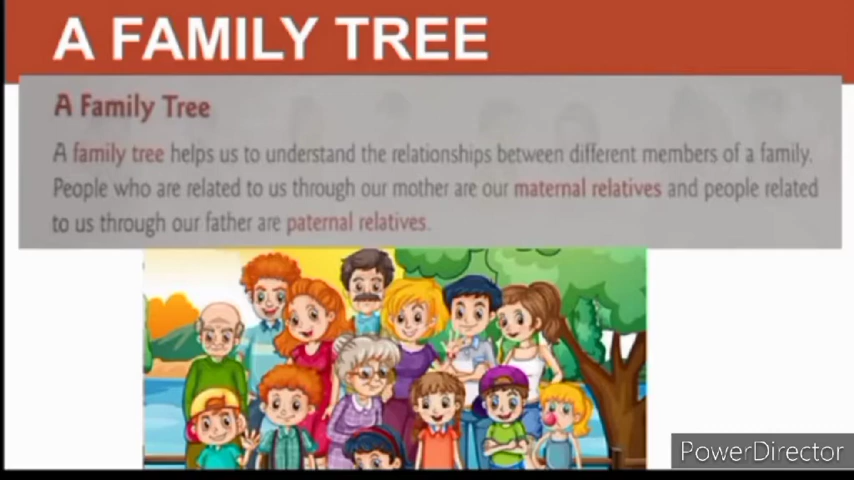 A FAMILY TREE
A Family Tree
A family tree helps us to understand the relationships between different members of a family.
People who are related to us through our mother are our maternal relatives and people related
to us through our father are paternal relatives.
PowerDirector